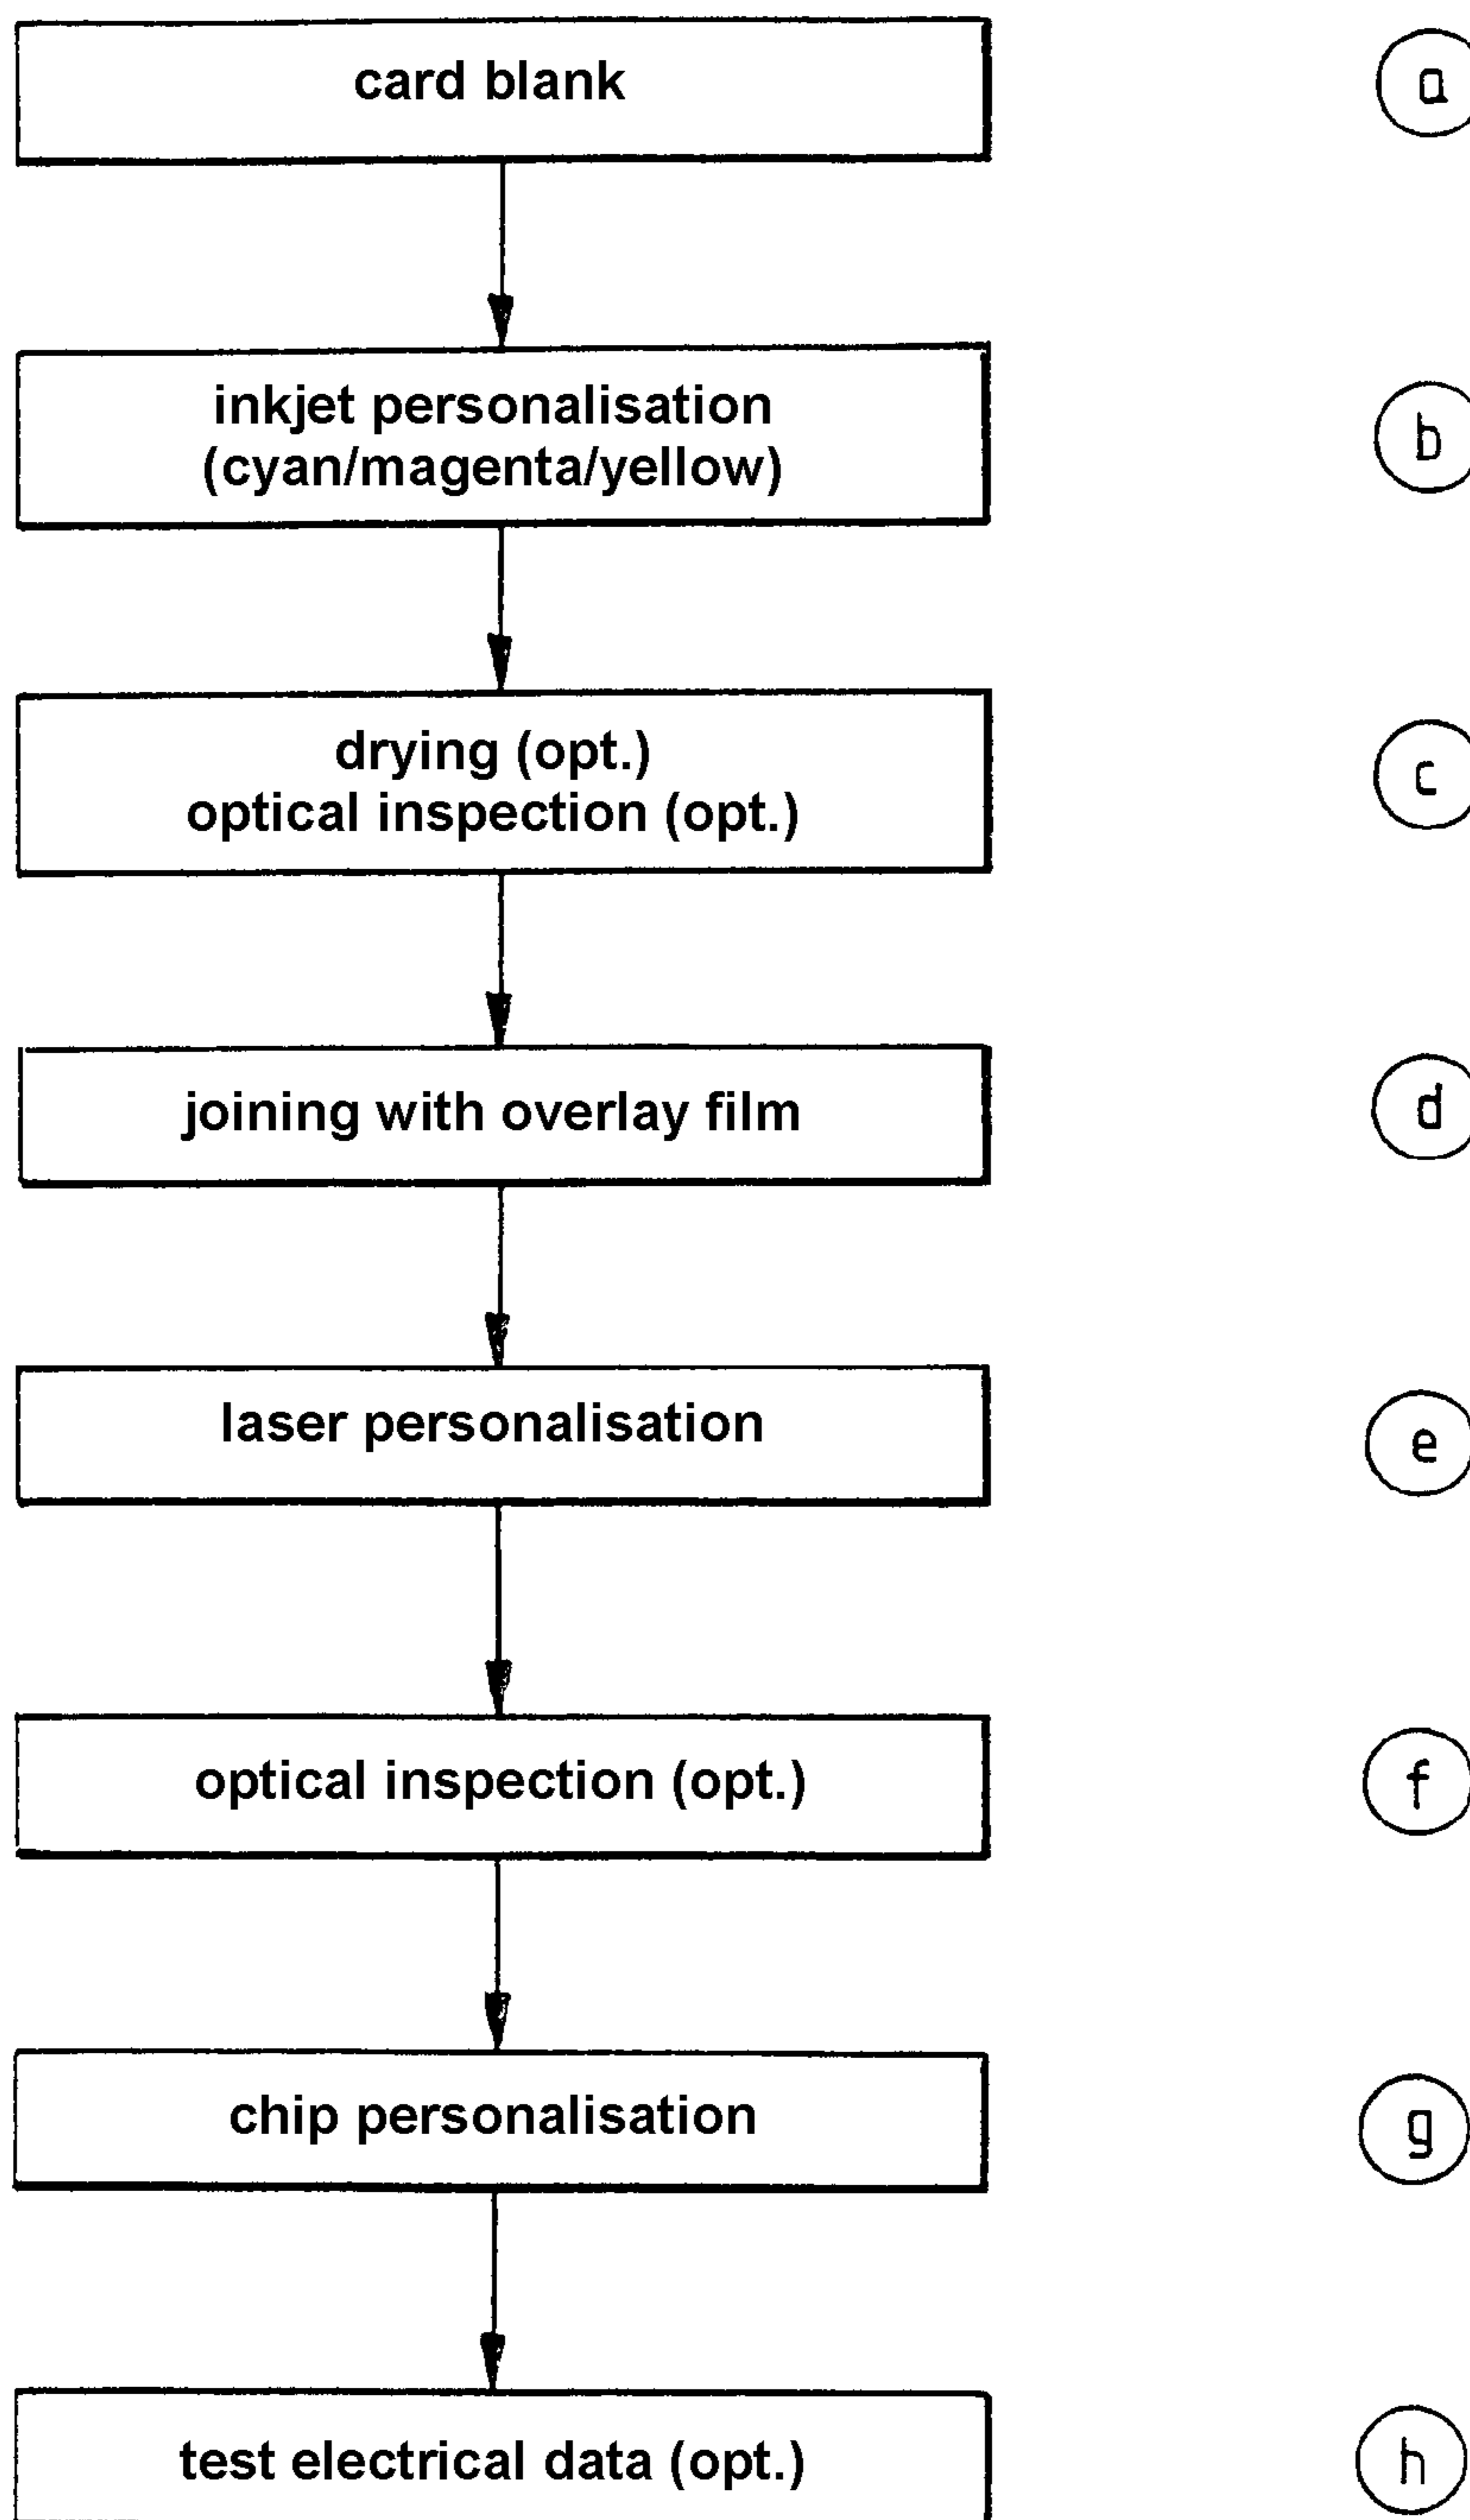 card blank
a
inkjet personalisation
(cyan/magenta/yellow)
b
drying (opt.)
optical inspection (opt.)
c
joining with overlay film
d
laser personalisation
e
optical inspection (opt.)
f
chip personalisation
g
test electrical data (opt.)
h